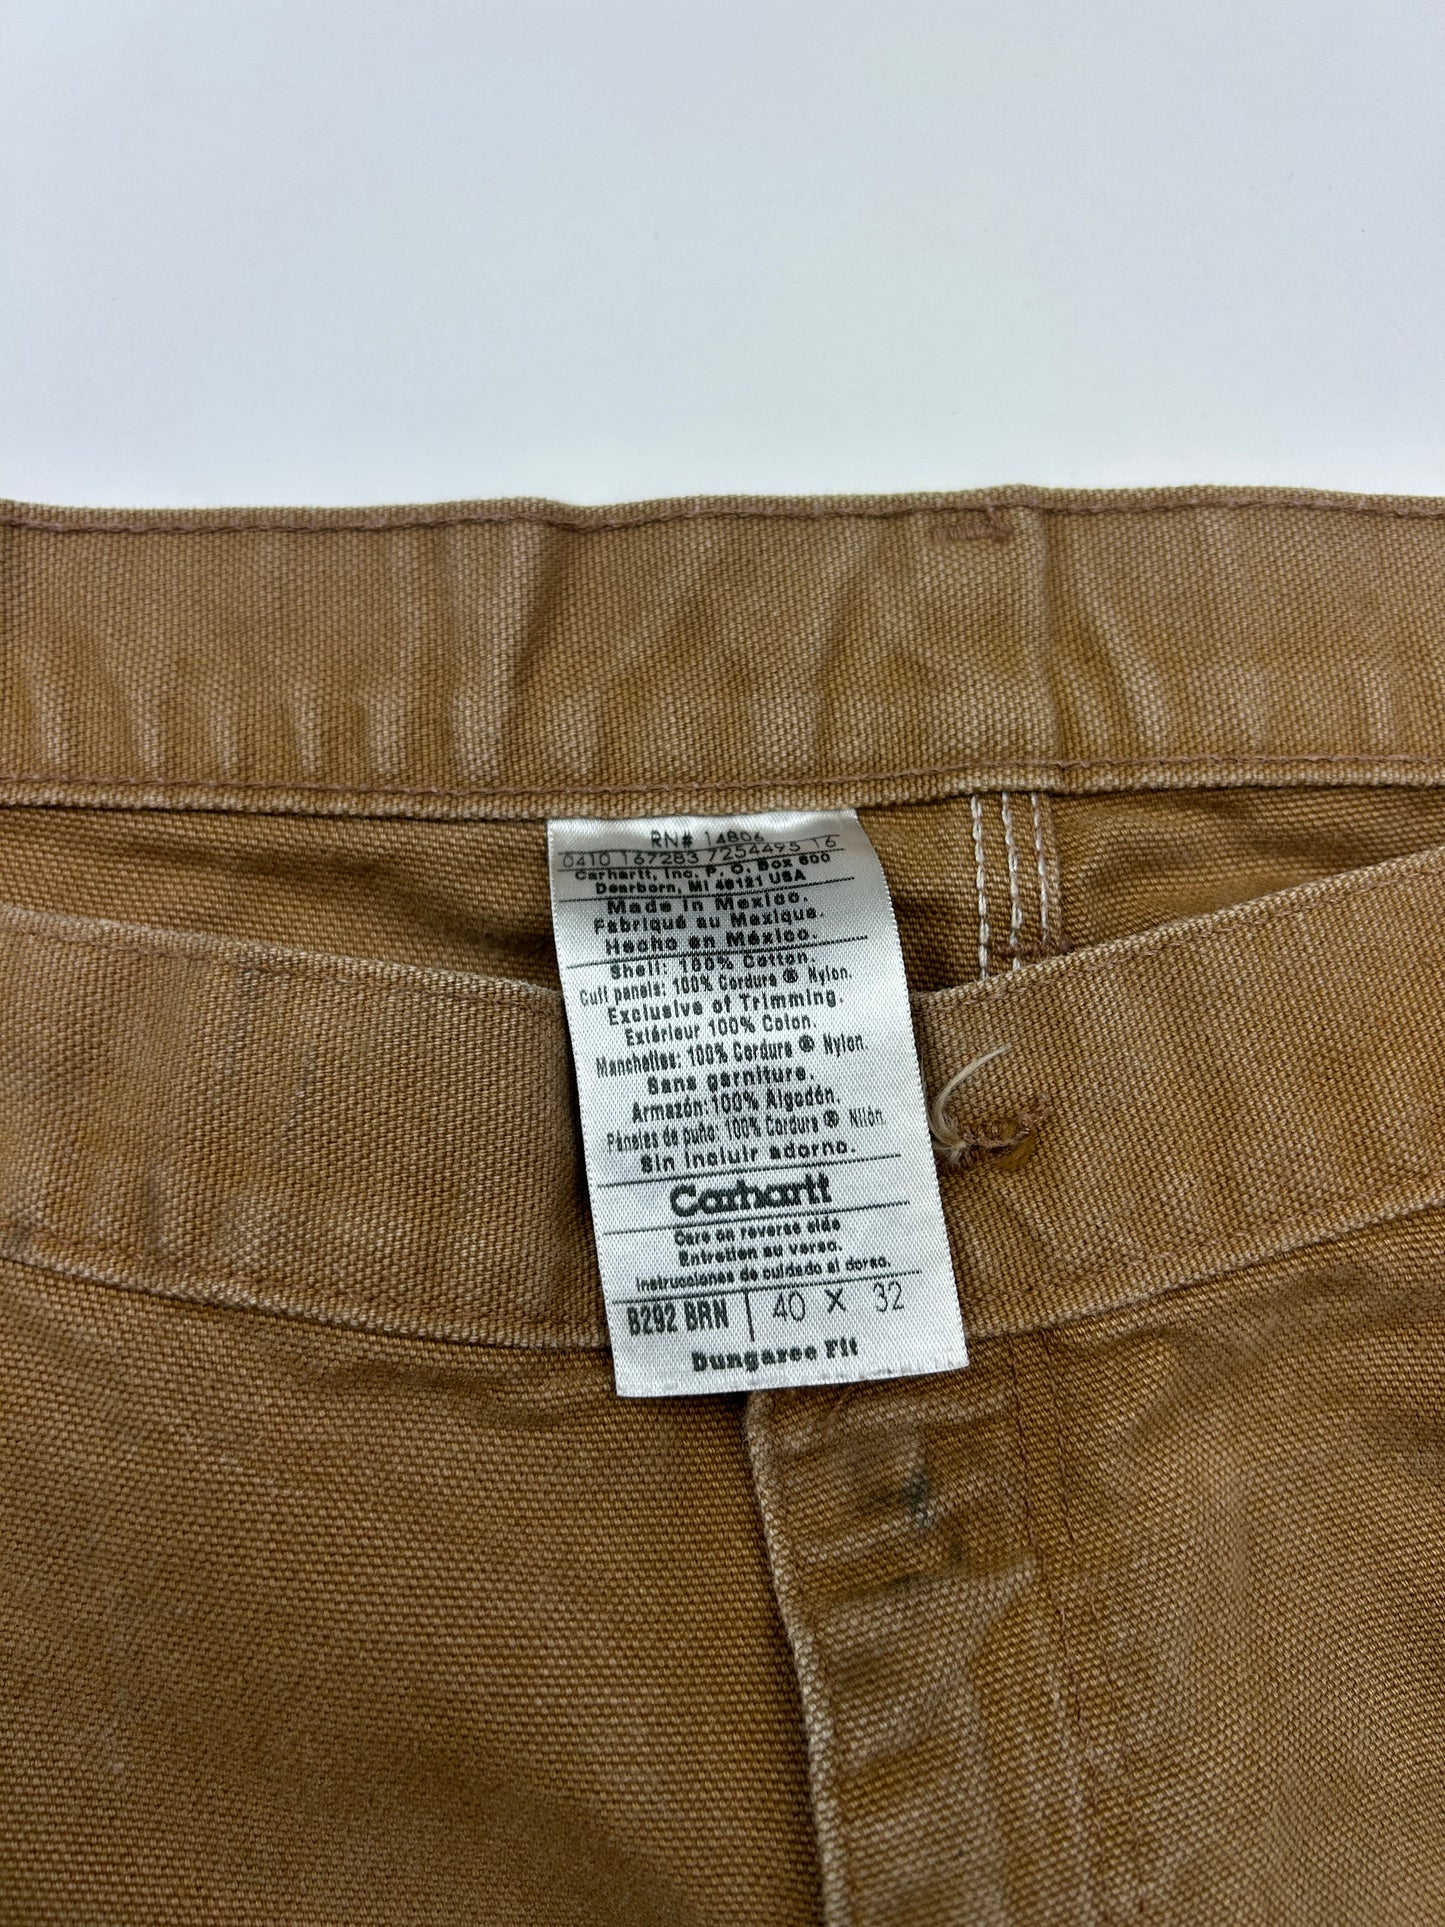 RN# 14806
0410 167283 7254495 16
Carhartt, Inc. P. O. Box 600
Dearborn, MI 48121 USA
Made in Mexico.
Fabriqué au Mexique.
Hecho en México.
Shell: 100% Cotton.
Cuff panels: 100% Cordura ® Nylon.
Exclusive of Trimming.
Extérieur 100% Coton.
Manchettes: 100% Cordura ® Nylon.
Sans garniture.
Armazón:100% Algodón.
Páneles de puño: 100% Cordura ® Nilón.
Sin incluir adorno.
Carhartt
Care on reverse side
Entretien au verso.
Instrucciones de cuidado al dorso.
B292 BRN | 40 X 32
Dungaree Fit